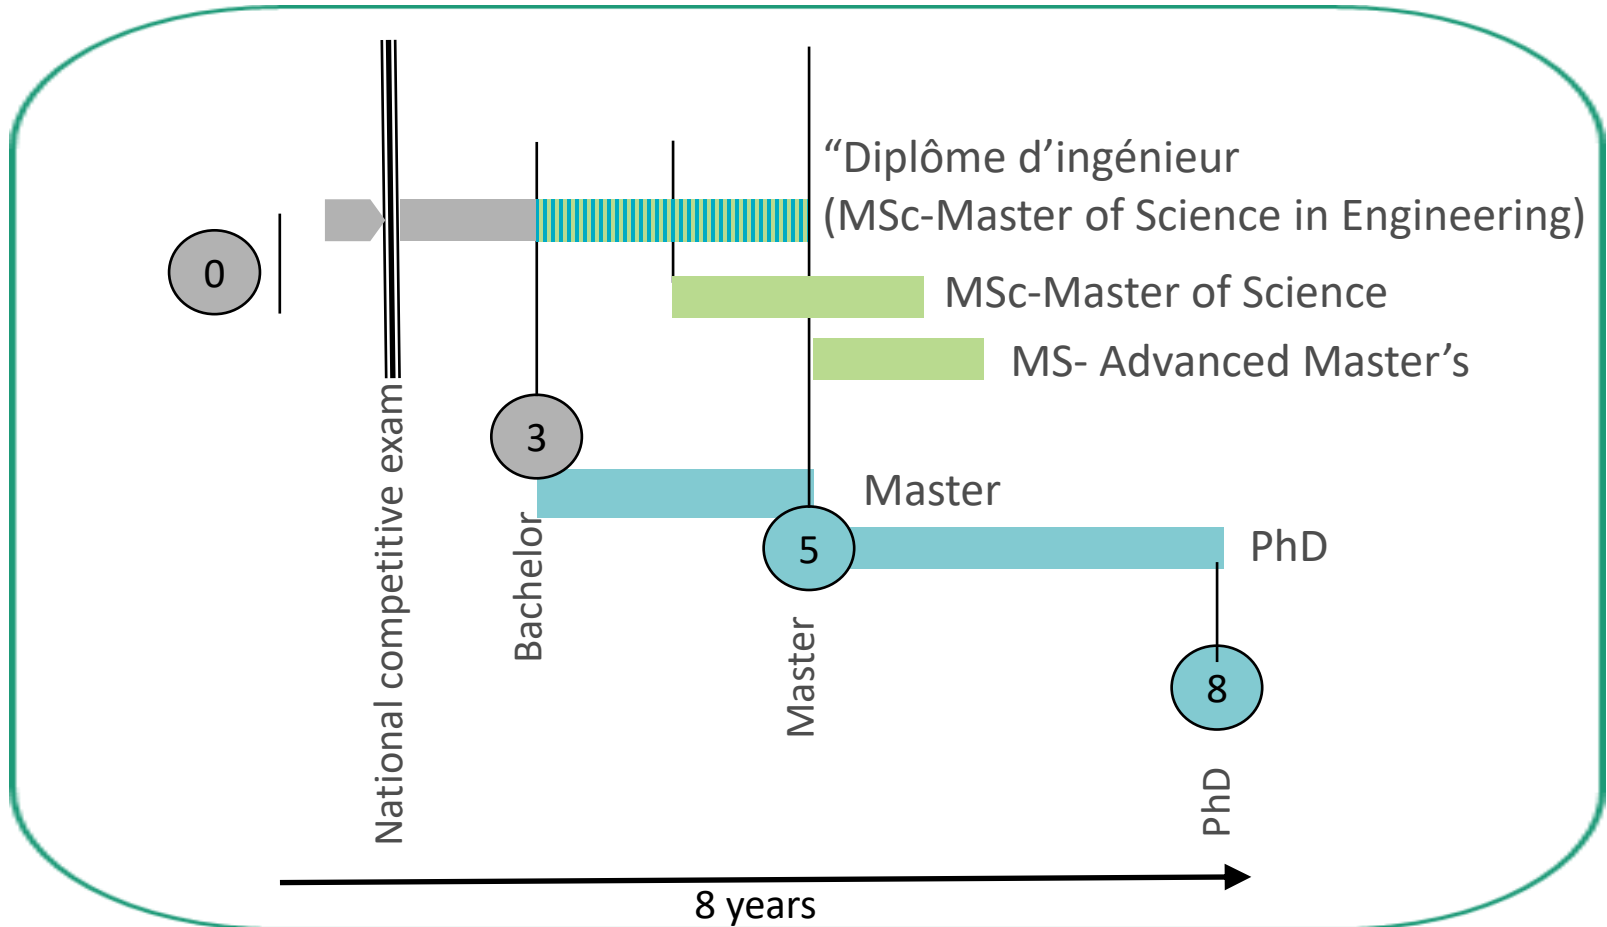 “Diplôme d’ingénieur
(MSc-Master of Science in Engineering)
0
MSc-Master of Science
MS- Advanced Master’s
National competitive exam
3
Bachelor
Master
5
PhD
Master
8
PhD
8 years